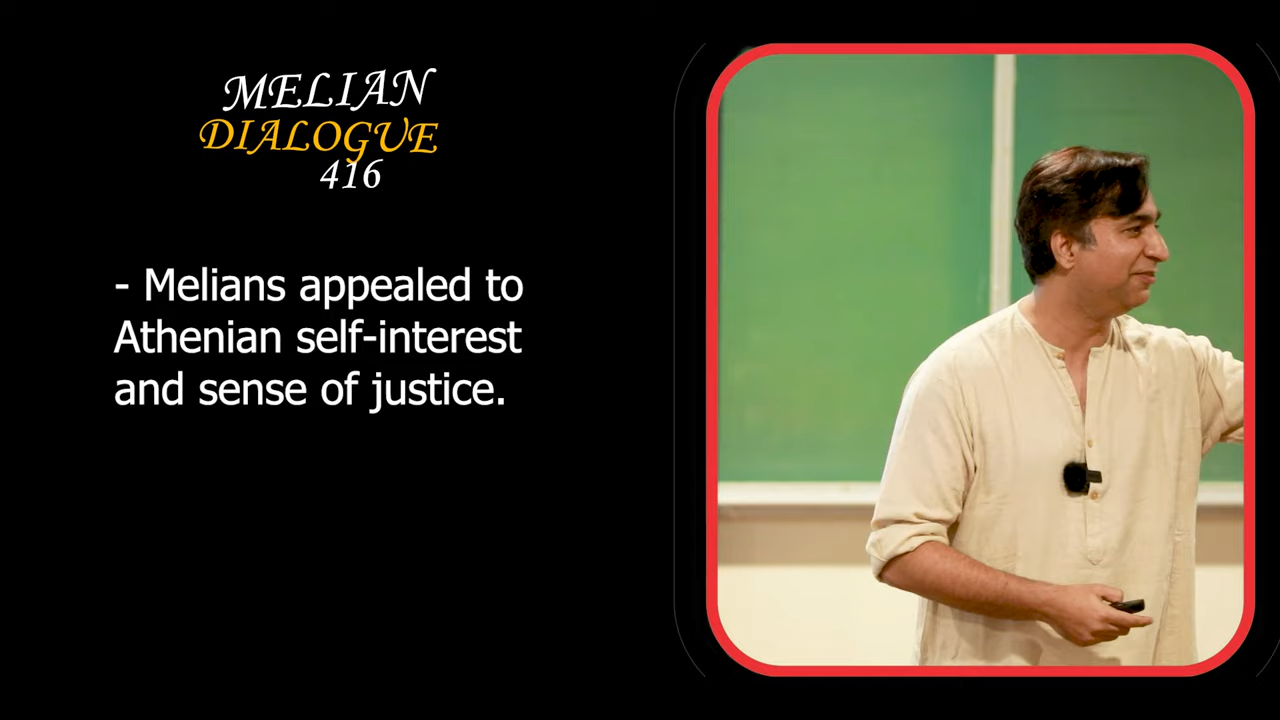 MELIAN
DIALOGUE
416
- Melians appealed to
Athenian self-interest
and sense of justice.